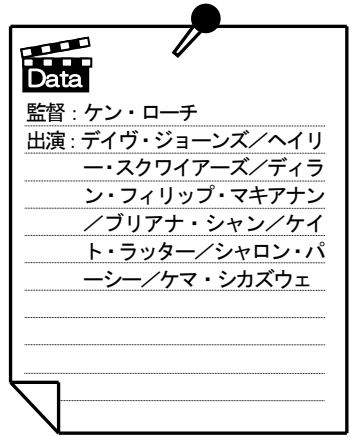 Data
監督：ケン・ローチ
出演：デイヴ・ジョーンズ／ヘイリ
ー・スクワイアーズ／ディラ
ン・フィリップ・マキアナン
／ブリアナ・シャン／ケイ
ト・ラッター／シャロン・パ
ーシー／ケマ・シカズウェ